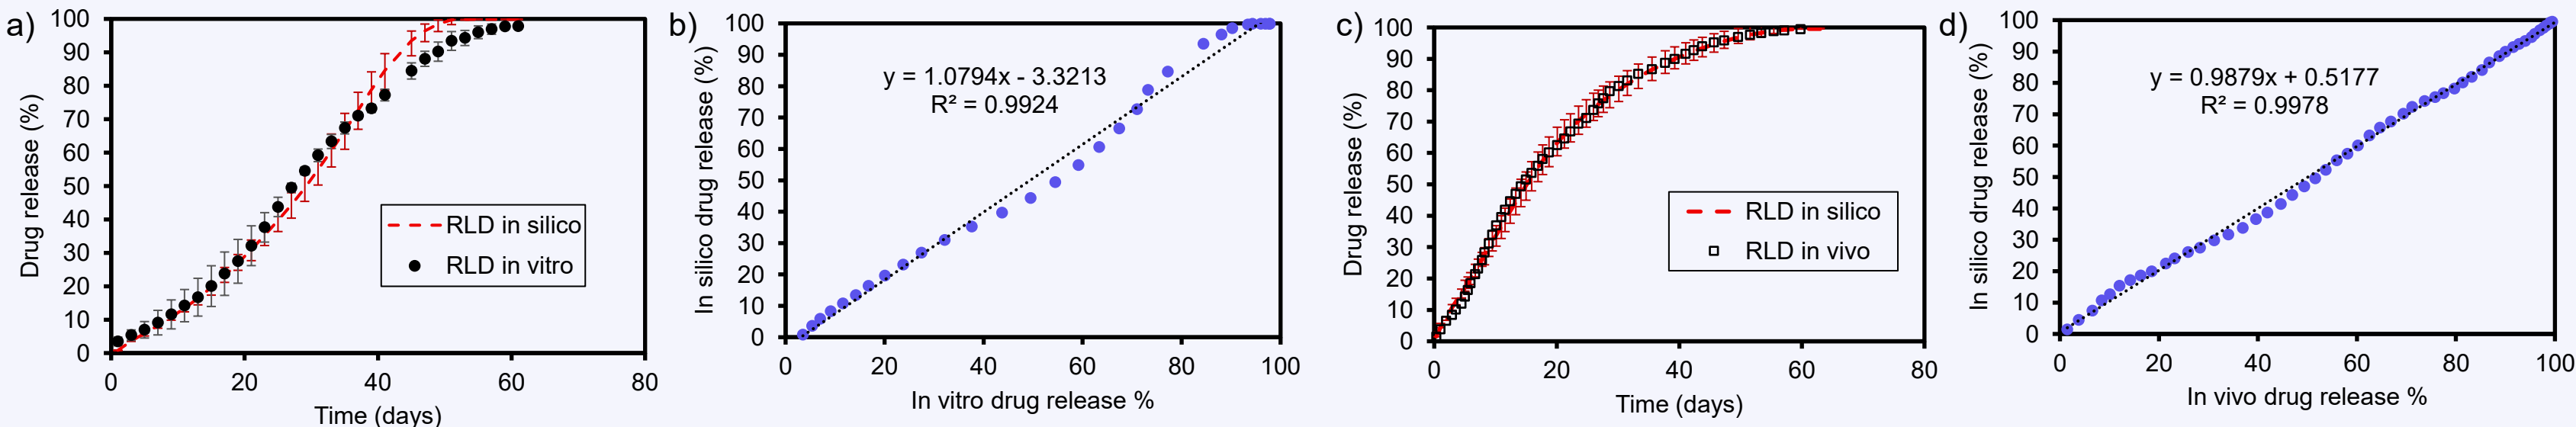 a)
Drug release (%)
100
90
80
70
60
50
40
30
20
10
0
0 20 40 60 80
Time (days)
RLD in silico
RLD in vitro
b)
In silico drug release (%)
100
90
80
70
60
50
40
30
20
10
0
0 20 40 60 80 100
In vitro drug release %
y = 1.0794x - 3.3213
R² = 0.9924
c)
Drug release (%)
100
90
80
70
60
50
40
30
20
10
0
0 20 40 60 80
Time (days)
RLD in silico
RLD in vivo
d)
In silico drug release (%)
100
90
80
70
60
50
40
30
20
10
0
0 20 40 60 80 100
In vivo drug release %
y = 0.9879x + 0.5177
R² = 0.9978